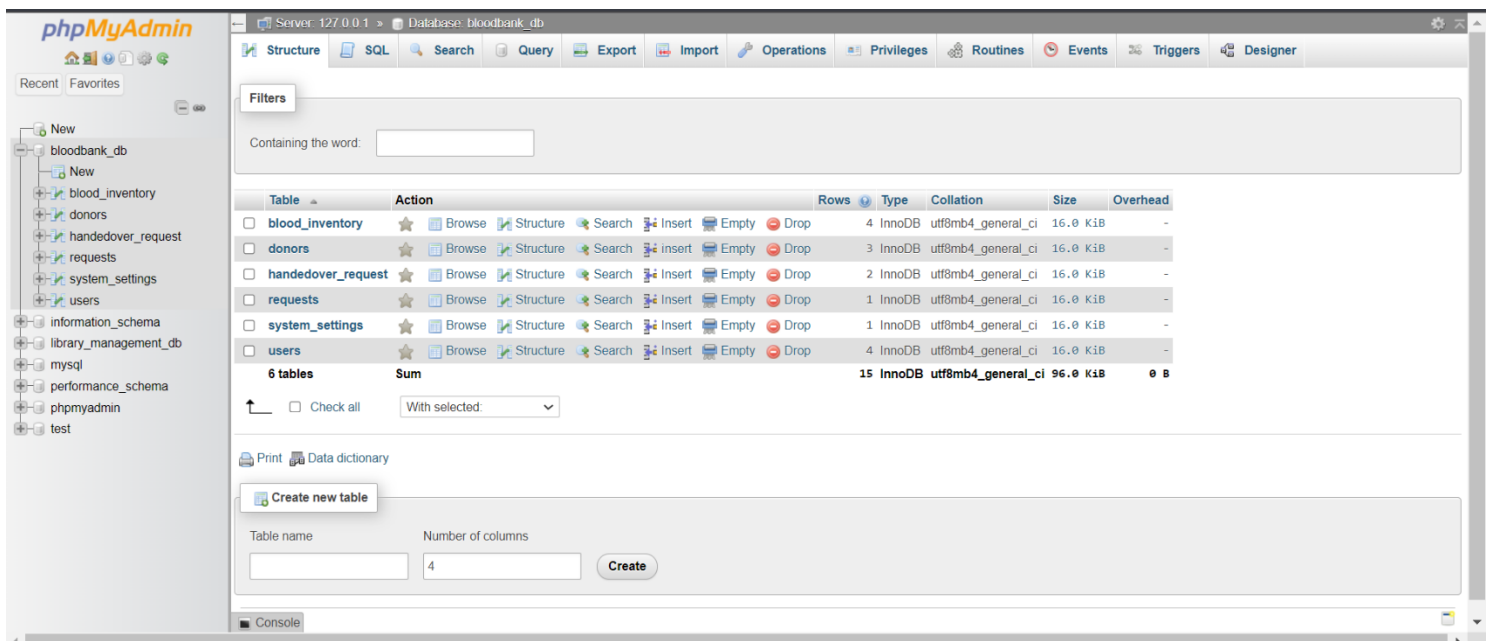 phpMyAdmin
Recent Favorites
New
bloodbank_db
New
blood_inventory
donors
handedover_request
requests
system_settings
users
information_schema
library_management_db
mysql
performance_schema
phpmyadmin
test
Server: 127.0.0.1 » Database: bloodbank_db
Structure SQL Search Query Export Import Operations Privileges Routines Events Triggers Designer
Filters
Containing the word:
Table Action Rows Type Collation Size Overhead
blood_inventory Browse Structure Search Insert Empty Drop 4 InnoDB utf8mb4_general_ci 16.0 KiB -
donors Browse Structure Search Insert Empty Drop 3 InnoDB utf8mb4_general_ci 16.0 KiB -
handedover_request Browse Structure Search Insert Empty Drop 2 InnoDB utf8mb4_general_ci 16.0 KiB -
requests Browse Structure Search Insert Empty Drop 1 InnoDB utf8mb4_general_ci 16.0 KiB -
system_settings Browse Structure Search Insert Empty Drop 1 InnoDB utf8mb4_general_ci 16.0 KiB -
users Browse Structure Search Insert Empty Drop 4 InnoDB utf8mb4_general_ci 16.0 KiB -
6 tables Sum 15 InnoDB utf8mb4_general_ci 96.0 KiB 0 B
Check all With selected:
Print Data dictionary
Create new table
Table name Number of columns
4 Create
Console